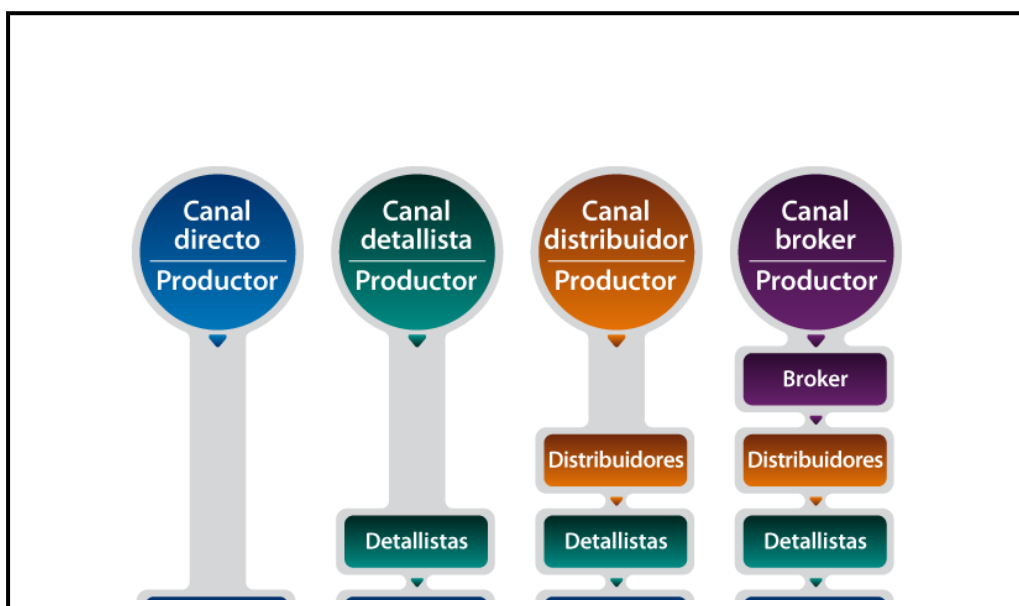 Canal
directo
Productor
Canal
detallista
Productor
Canal
distribuidor
Productor
Canal
broker
Productor
Broker
Distribuidores
Distribuidores
Detallistas
Detallistas
Detallistas